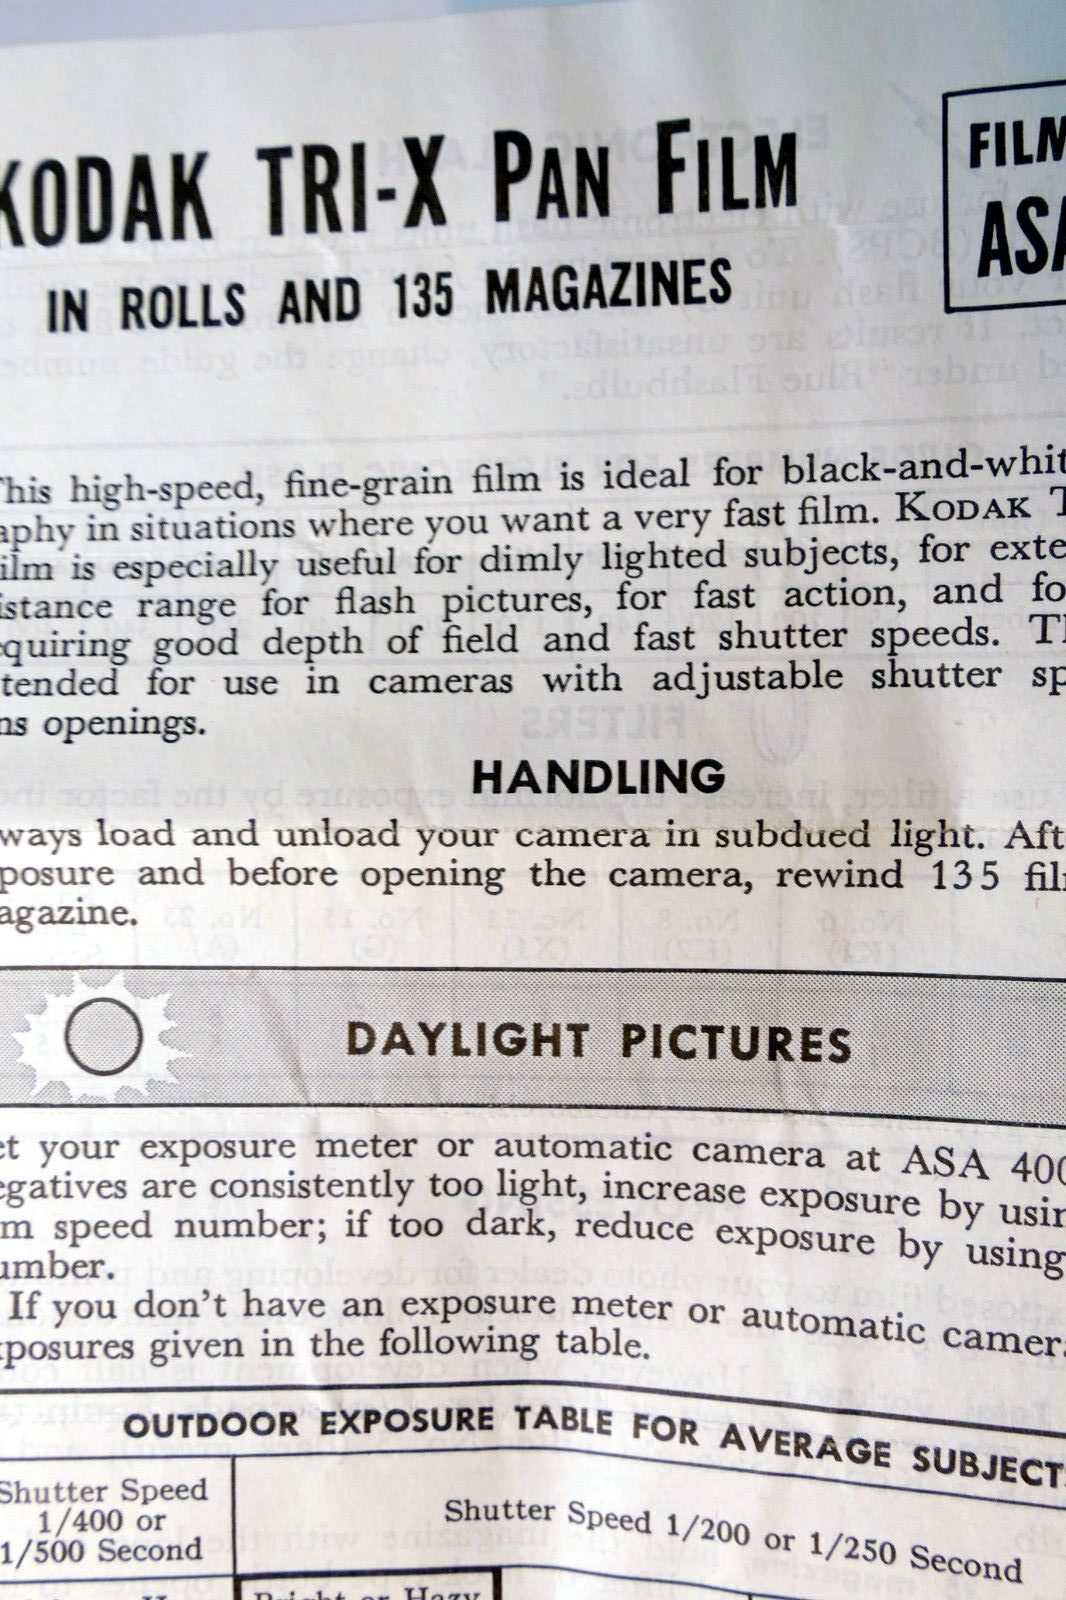 KODAK TRI-X PAN FILM
IN ROLLS AND 135 MAGAZINES
FILM
ASA
This high-speed, fine-grain film is ideal for black-and-whit
aphy in situations where you want a very fast film. KODAK T
ilm is especially useful for dimly lighted subjects, for exte
istance range for flash pictures, for fast action, and fo
equiring good depth of field and fast shutter speeds. Th
tended for use in cameras with adjustable shutter sp
ns openings.
HANDLING
ways load and unload your camera in subdued light. Aft
posure and before opening the camera, rewind 135 fil
agazine.
DAYLIGHT PICTURES
et your exposure meter or automatic camera at ASA 400
egatives are consistently too light, increase exposure by usin
m speed number; if too dark, reduce exposure by using
umber.
If you don't have an exposure meter or automatic camera
xposures given in the following table.
OUTDOOR EXPOSURE TABLE FOR AVERAGE SUBJECTS
Shutter Speed
1/400 or
1/500 Second
Shutter Speed 1/200 or 1/250 Second
Bright or Hazy